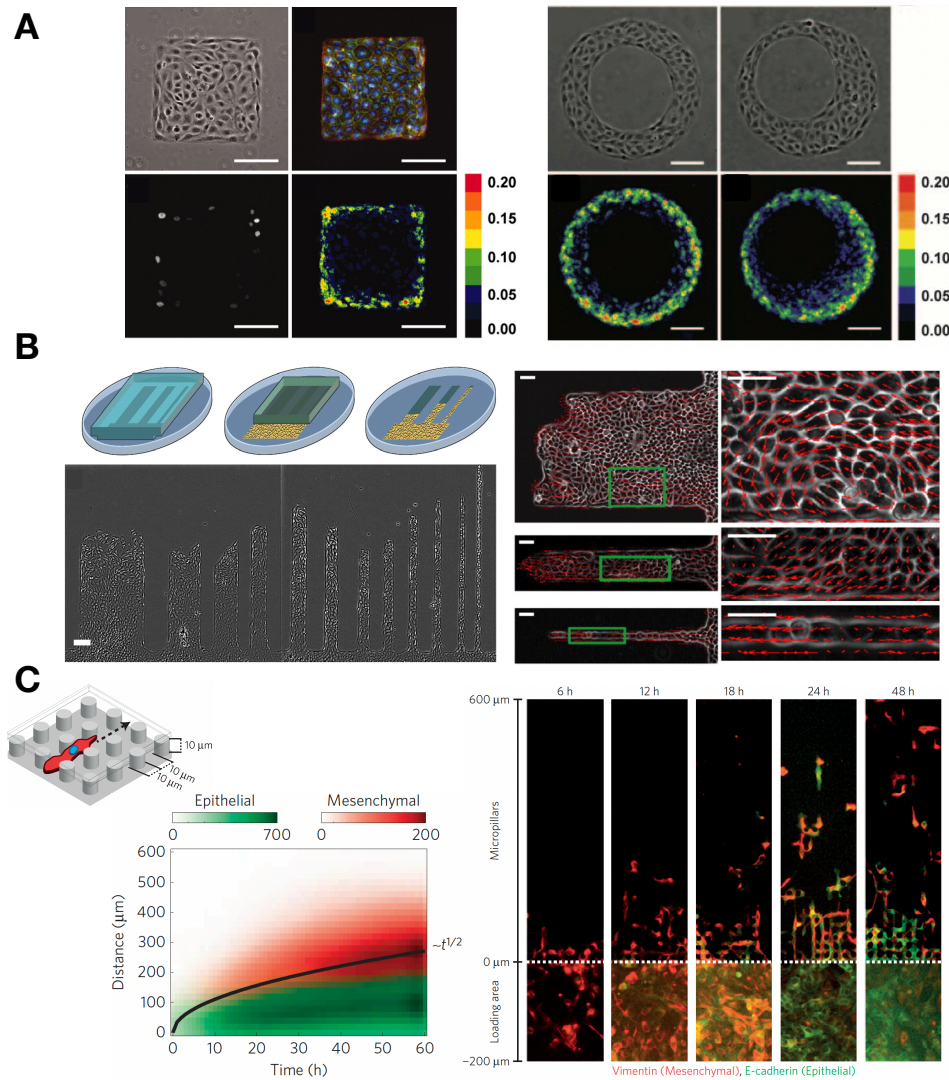 A
0.20
0.15
0.10
0.05
0.00
0.20
0.15
0.10
0.05
0.00
B
C
10 μm
10 μm
10 μm
Epithelial
0 700
Mesenchymal
0 200
600
500
400
300
200
100
0
Distance (μm)
~t1/2
0 10 20 30 40 50 60
Time (h)
6 h 12 h 18 h 24 h 48 h
600 μm
Micropillars
0 μm
Loading area
−200 μm
Vimentin (Mesenchymal), E-cadherin (Epithelial)